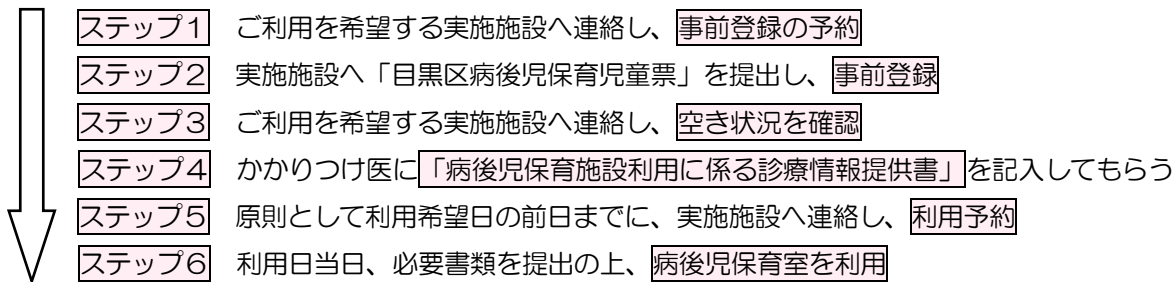 ステップ1 ご利用を希望する実施施設へ連絡し、事前登録の予約
ステップ2 実施施設へ「目黒区病後児保育児童票」を提出し、事前登録
ステップ3 ご利用を希望する実施施設へ連絡し、空き状況を確認
ステップ4 かかりつけ医に「病後児保育施設利用に係る診療情報提供書」を記入してもらう
ステップ5 原則として利用希望日の前日までに、実施施設へ連絡し、利用予約
ステップ6 利用日当日、必要書類を提出の上、病後児保育室を利用